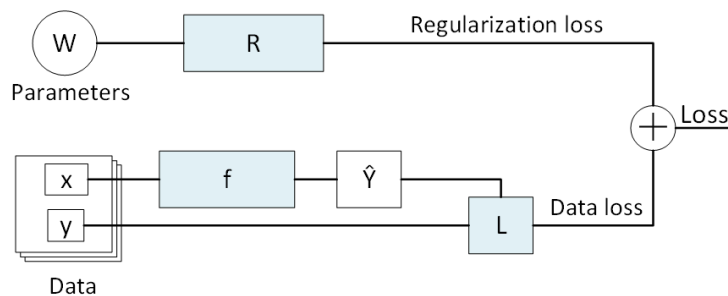 W
R
Regularization loss
Parameters
+
Loss
x
f
Ŷ
y
L
Data loss
Data